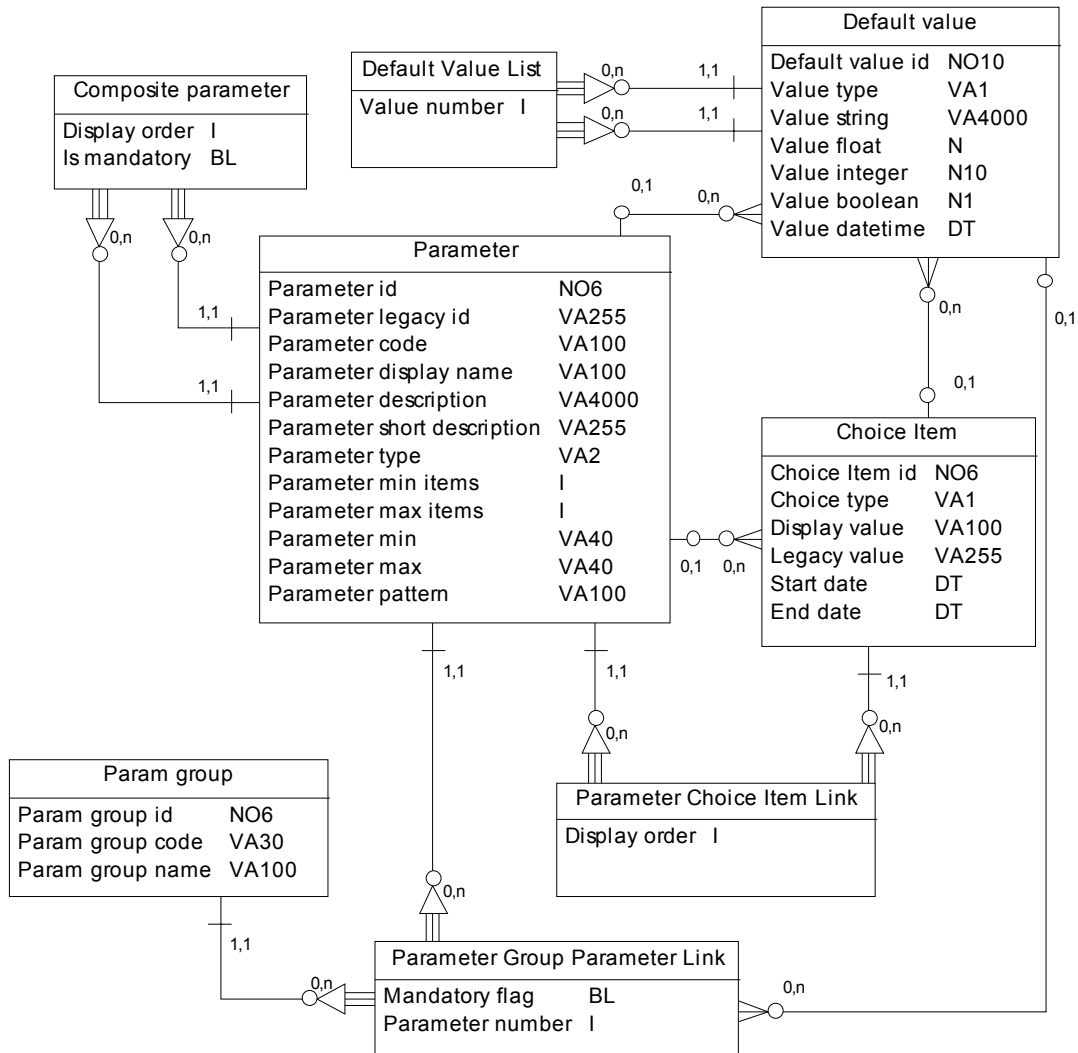 Default value
Default value id NO10
Value type VA1
Value string VA4000
Value float N
Value integer N10
Value boolean N1
Value datetime DT
Default Value List
Value number I
0,n
1,1
0,n
1,1
Composite parameter
Display order I
Is mandatory BL
0,n
0,n
1,1
1,1
0,1
0,n
Parameter
Parameter id NO6
Parameter legacy id VA255
Parameter code VA100
Parameter display name VA100
Parameter description VA4000
Parameter short description VA255
Parameter type VA2
Parameter min items I
Parameter max items I
Parameter min VA40
Parameter max VA40
Parameter pattern VA100
0,n
0,1
0,1
Choice Item
Choice Item id NO6
Choice type VA1
Display value VA100
Legacy value VA255
Start date DT
End date DT
0,1
0,n
1,1
1,1
1,1
0,n
0,n
Parameter Choice Item Link
Display order I
Param group
Param group id NO6
Param group code VA30
Param group name VA100
0,n
1,1
0,n
Parameter Group Parameter Link
Mandatory flag BL
Parameter number I
0,n